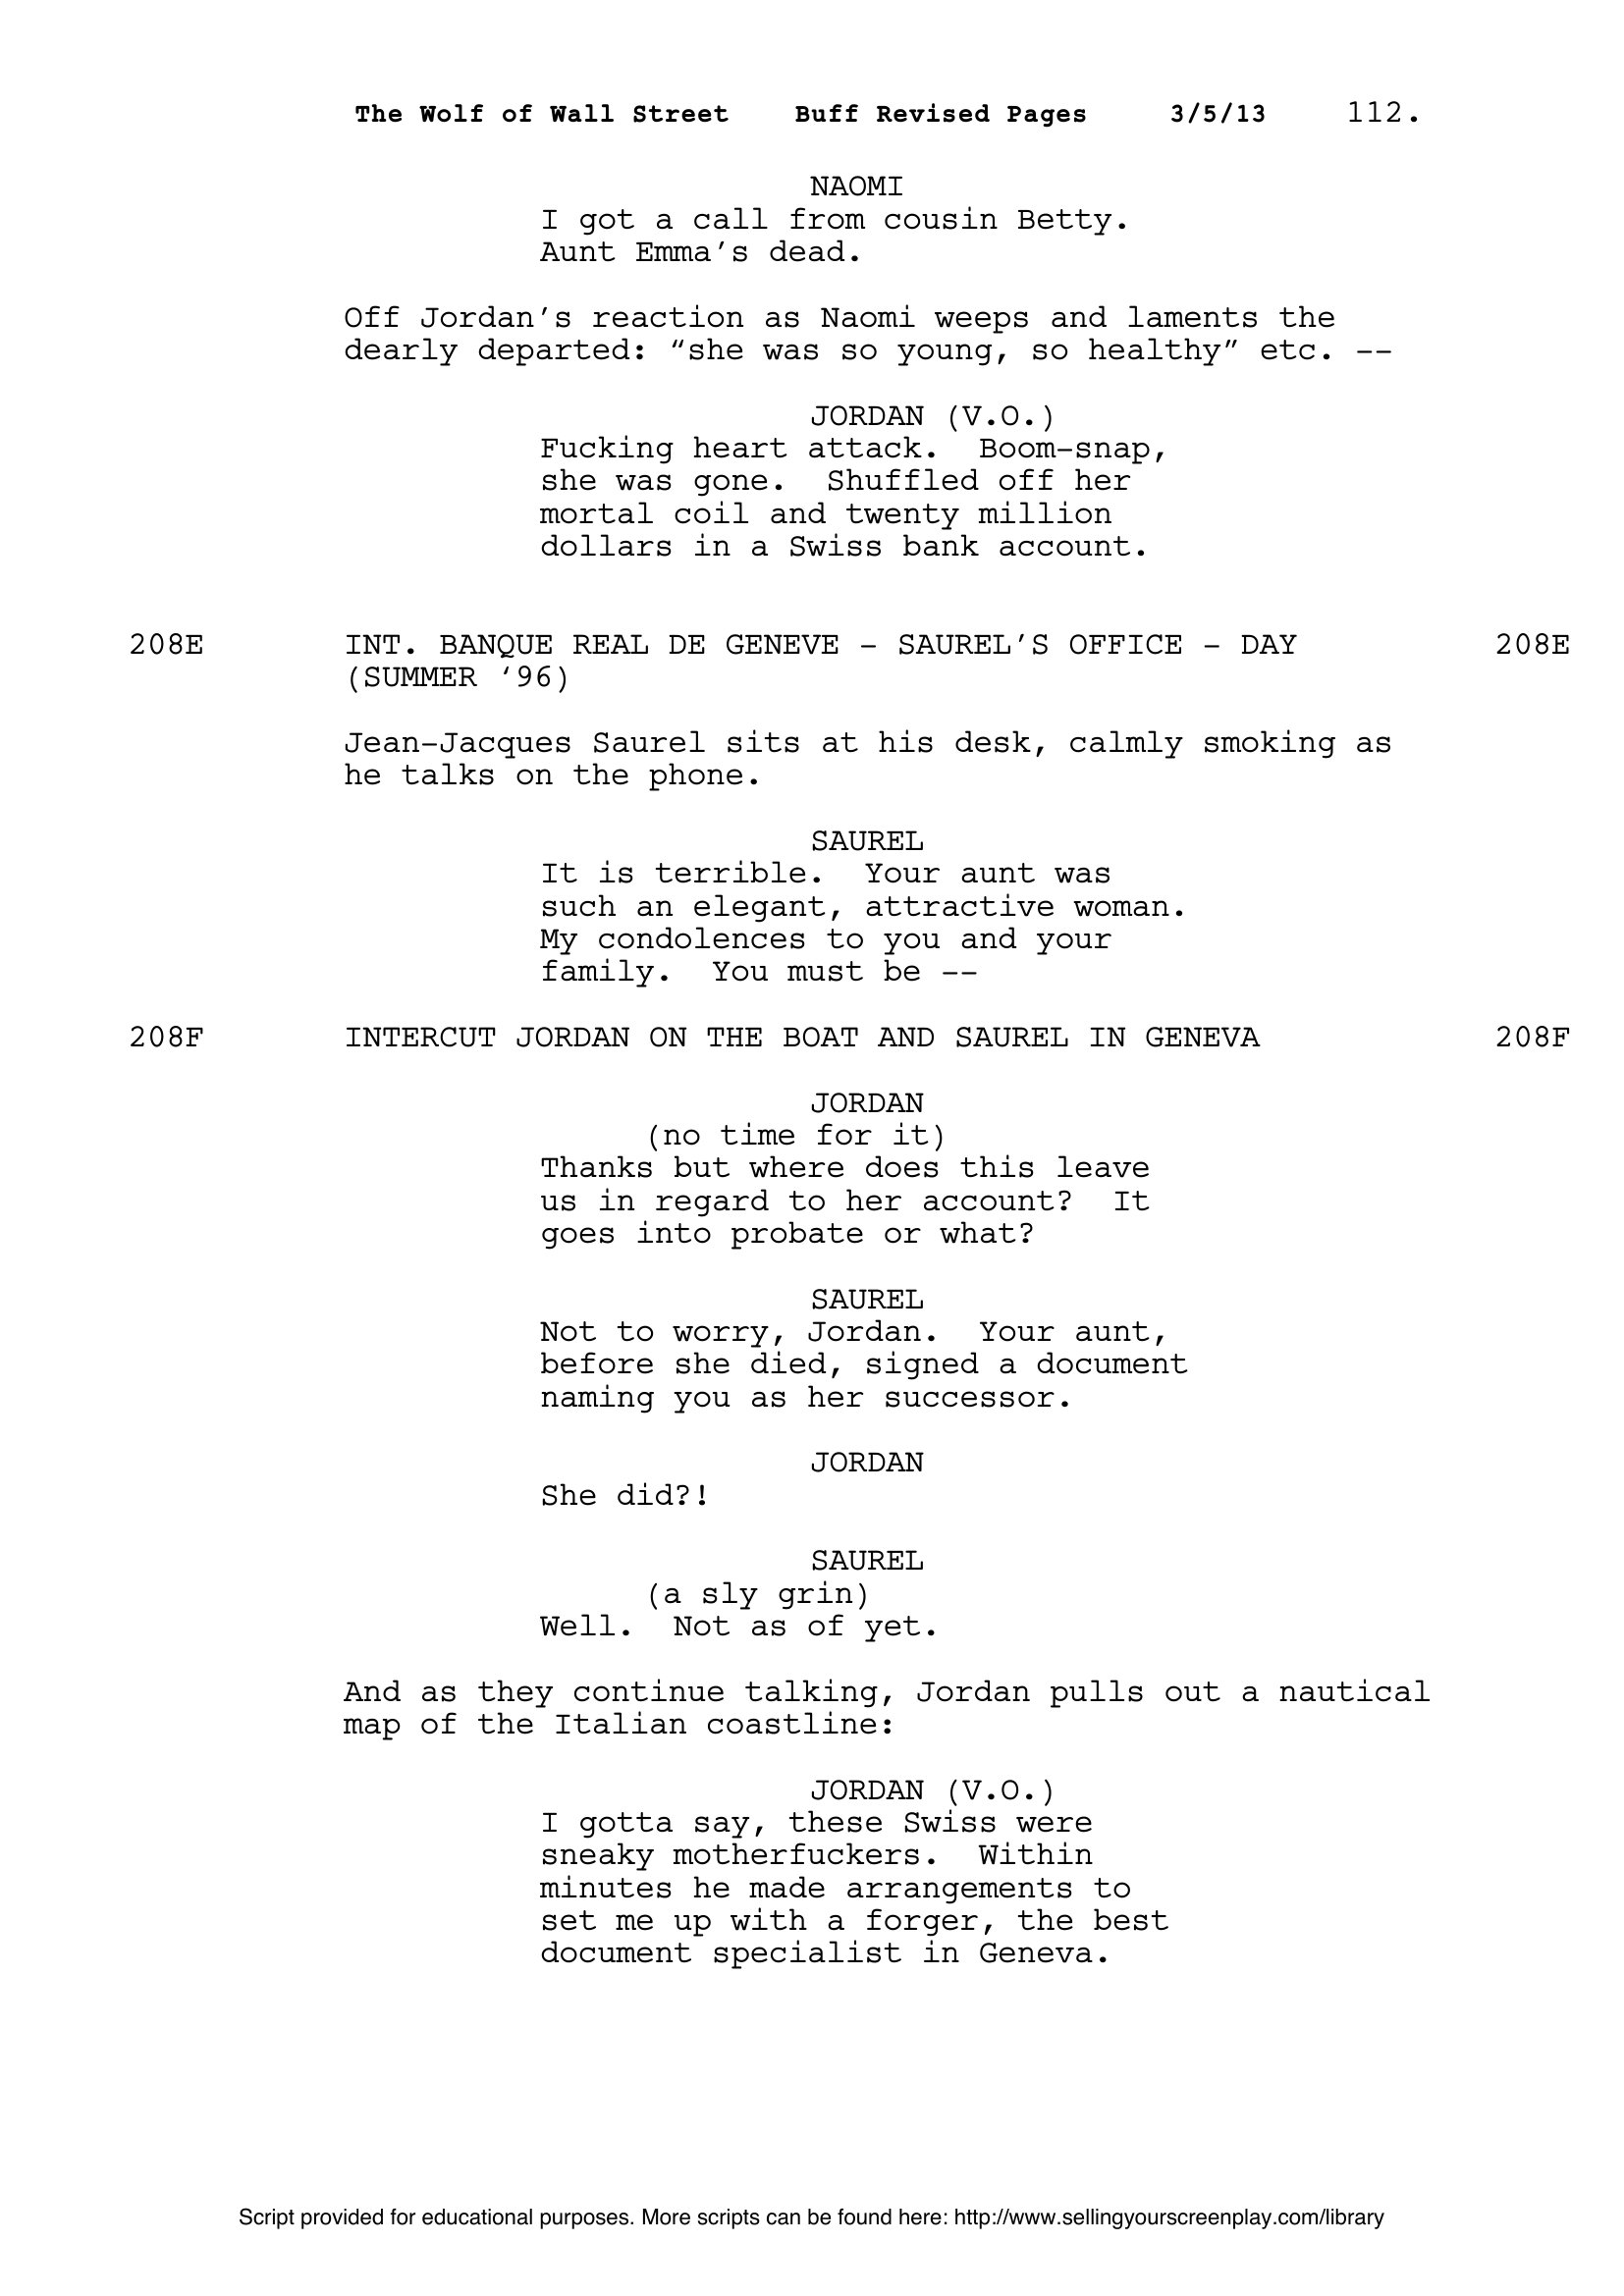 The Wolf of Wall Street    Buff Revised Pages    3/5/13    112.
NAOMI
I got a call from cousin Betty.
Aunt Emma’s dead.
Off Jordan’s reaction as Naomi weeps and laments the
dearly departed: “she was so young, so healthy” etc. --
JORDAN (V.O.)
Fucking heart attack.  Boom-snap,
she was gone.  Shuffled off her
mortal coil and twenty million
dollars in a Swiss bank account.
208E    INT. BANQUE REAL DE GENEVE - SAUREL’S OFFICE - DAY    208E
(SUMMER ‘96)
Jean-Jacques Saurel sits at his desk, calmly smoking as
he talks on the phone.
SAUREL
It is terrible.  Your aunt was
such an elegant, attractive woman.
My condolences to you and your
family.  You must be --
208F    INTERCUT JORDAN ON THE BOAT AND SAUREL IN GENEVA    208F
JORDAN
(no time for it)
Thanks but where does this leave
us in regard to her account?  It
goes into probate or what?
SAUREL
Not to worry, Jordan.  Your aunt,
before she died, signed a document
naming you as her successor.
JORDAN
She did?!
SAUREL
(a sly grin)
Well.  Not as of yet.
And as they continue talking, Jordan pulls out a nautical
map of the Italian coastline:
JORDAN (V.O.)
I gotta say, these Swiss were
sneaky motherfuckers.  Within
minutes he made arrangements to
set me up with a forger, the best
document specialist in Geneva.
Script provided for educational purposes. More scripts can be found here: http://www.sellingyourscreenplay.com/library